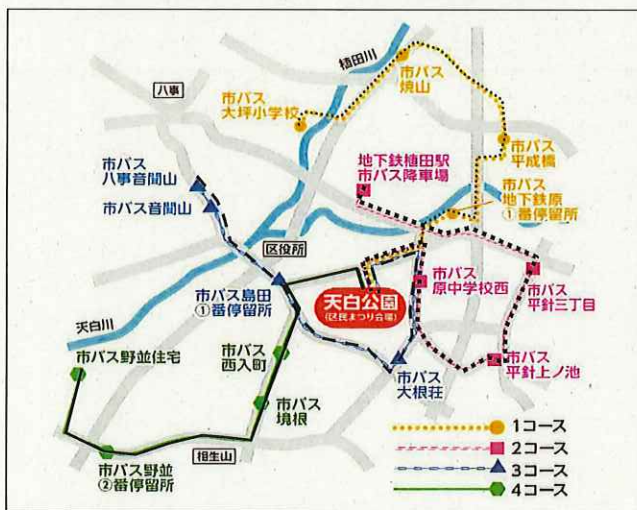 植田川
市バス
焼山
八事
市バス
大坪小学校
市バス
平成橋
市バス
八事音聞山
市バス音聞山
地下鉄植田駅
市バス降車場
市バス
地下鉄原
①番停留所
区役所
天白公園
(区民まつり会場)
市バス
原中学校西
市バス
平針三丁目
市バス島田
①番停留所
天白川
市バス野並住宅
市バス
西入町
市バス
大根荘
市バス
平針上ノ池
市バス
境根
相生山
市バス野並
②番停留所
1コース
2コース
3コース
4コース